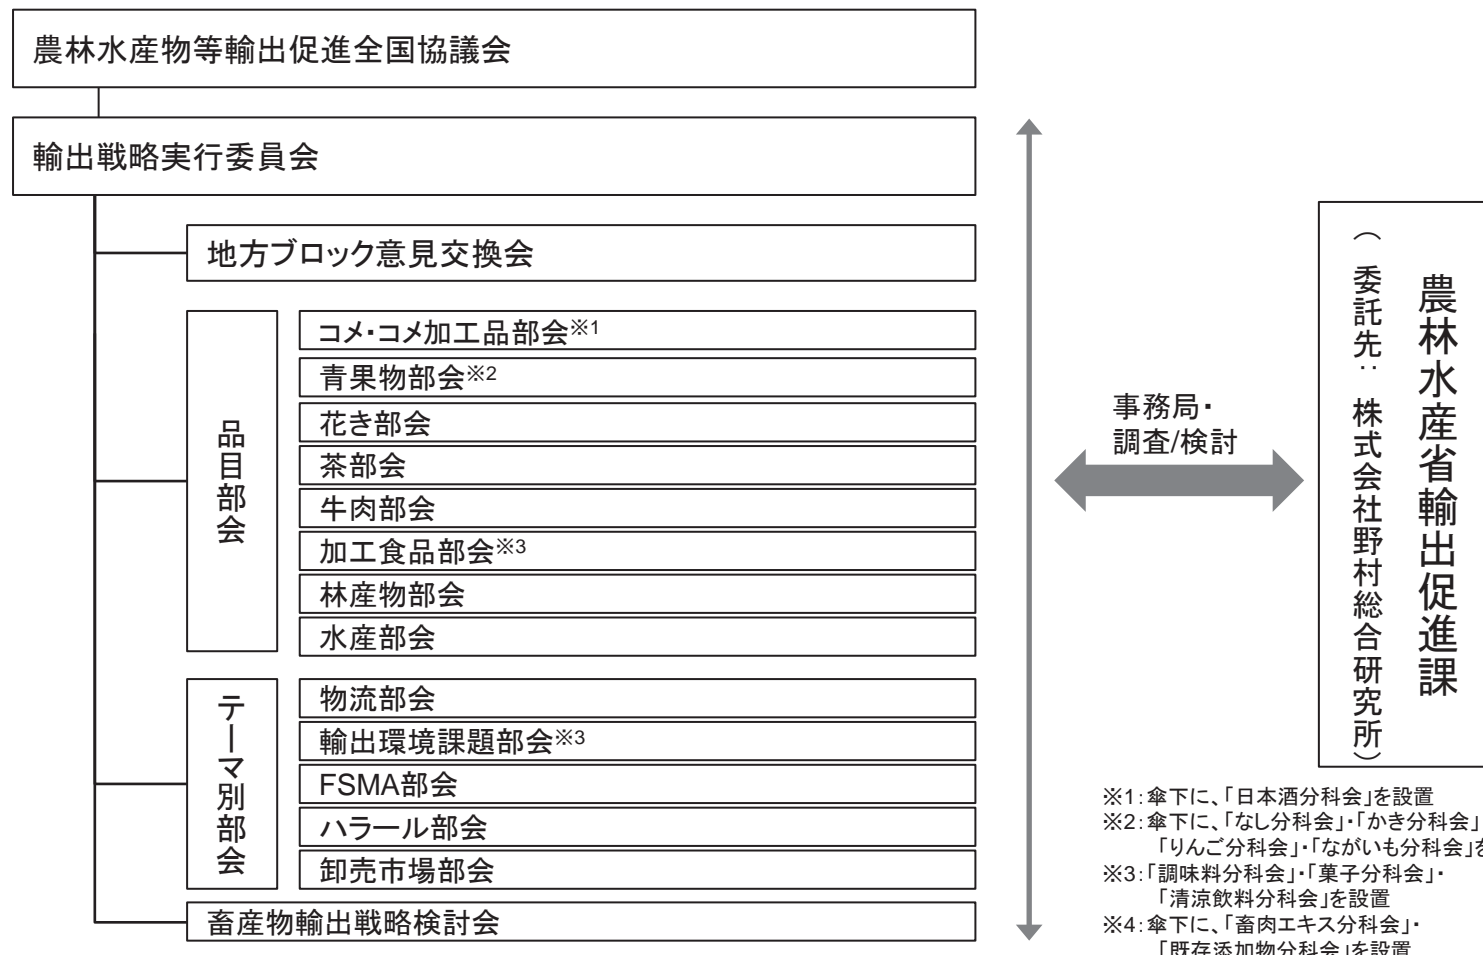 農林水産物等輸出促進全国協議会
輸出戦略実行委員会
地方ブロック意見交換会
品目部会
コメ・コメ加工品部会※1
青果物部会※2
花き部会
茶部会
牛肉部会
加工食品部会※3
林産物部会
水産部会
テーマ別部会
物流部会
輸出環境課題部会※3
FSMA部会
ハラール部会
卸売市場部会
畜産物輸出戦略検討会
事務局・
調査/検討
農林水産省輸出促進課
（委託先：株式会社野村総合研究所）
※1：傘下に、「日本酒分科会」を設置
※2：傘下に、「なし分科会」・「かき分科会」
「りんご分科会」・「ながいも分科会」を
※3：「調味料分科会」・「菓子分科会」・
「清涼飲料分科会」を設置
※4：傘下に、「畜肉エキス分科会」・
「既存添加物分科会」を設置